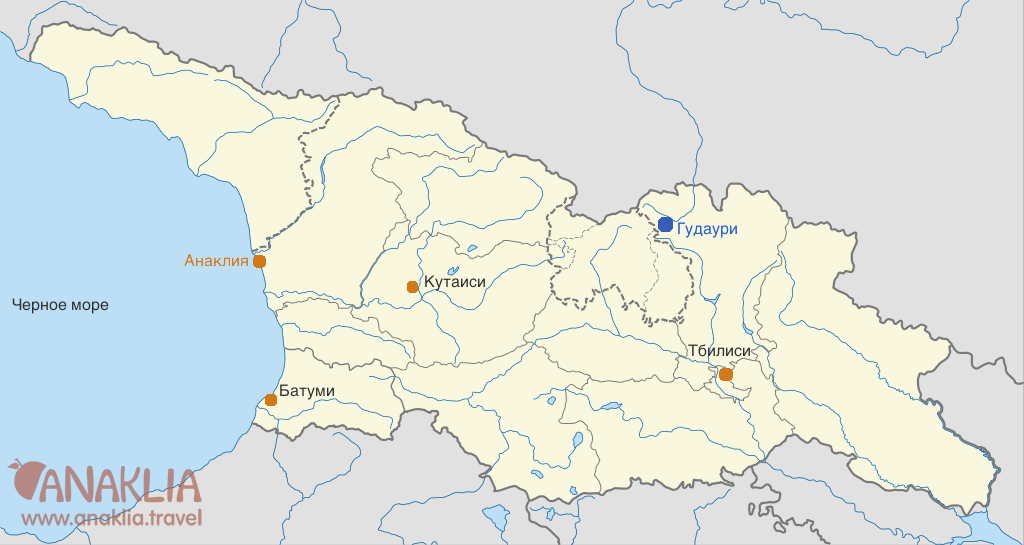 Гудаури
Анаклия
Кутаиси
Черное море
Тбилиси
Батуми
ANAKLIA
www.anaklia.travel